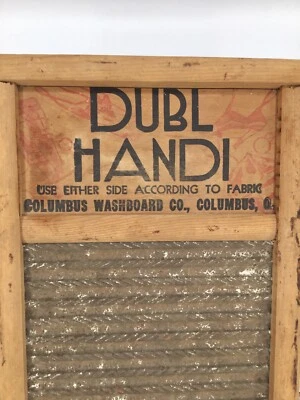 DUBL
HANDI
USE EITHER SIDE ACCORDING TO FABRIC
COLUMBUS WASHBOARD CO., COLUMBUS, O.